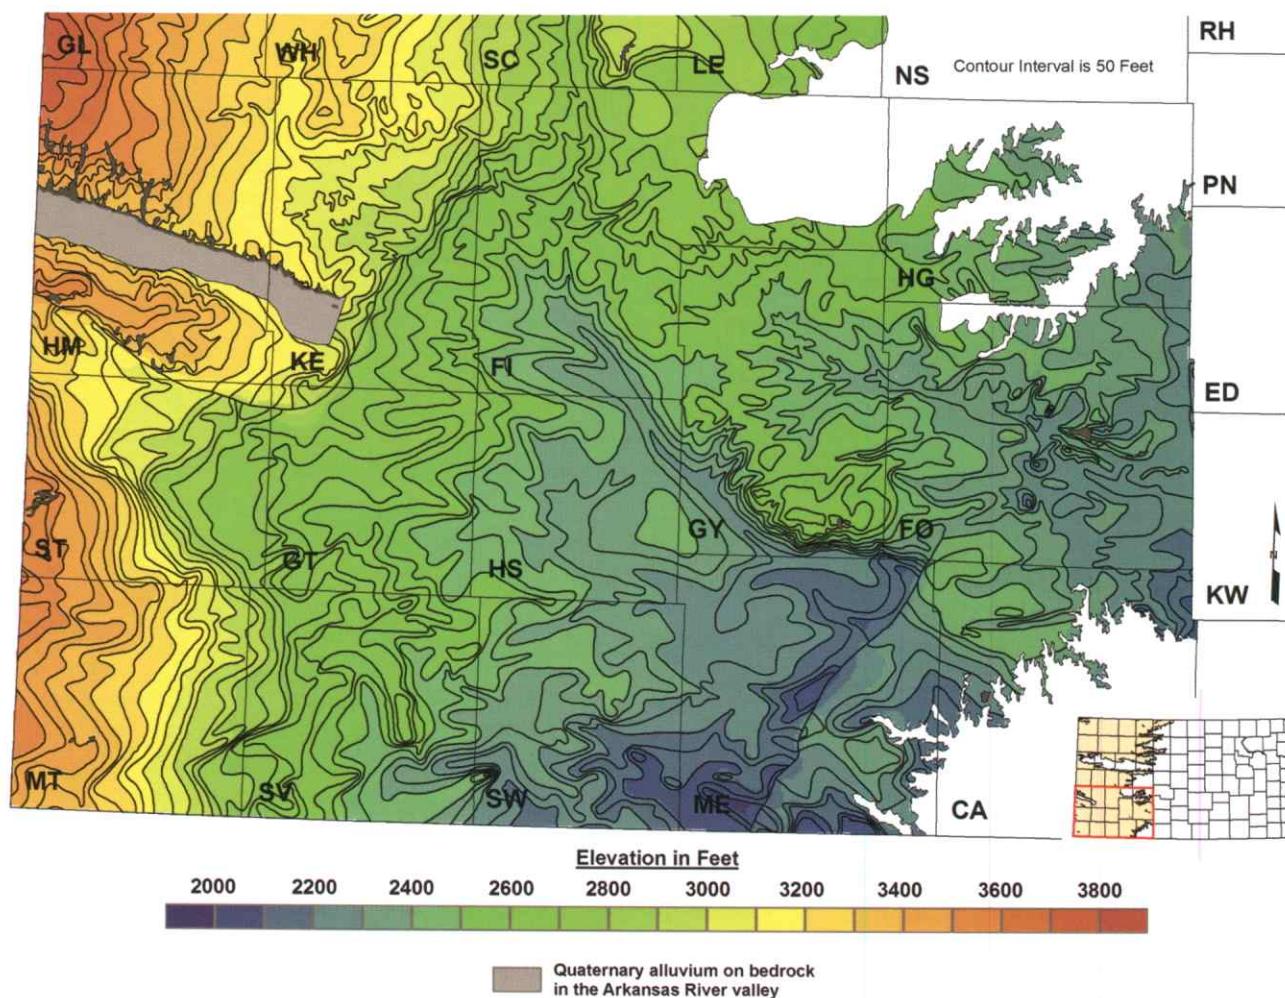 GL WH SC LE RH
NS Contour Interval is 50 Feet
PN
HG
HM KE FI
ED
ST GT HS GY FO
KW
MT SV SW ME CA
Elevation in Feet
2000 2200 2400 2600 2800 3000 3200 3400 3600 3800
Quaternary alluvium on bedrock
in the Arkansas River valley